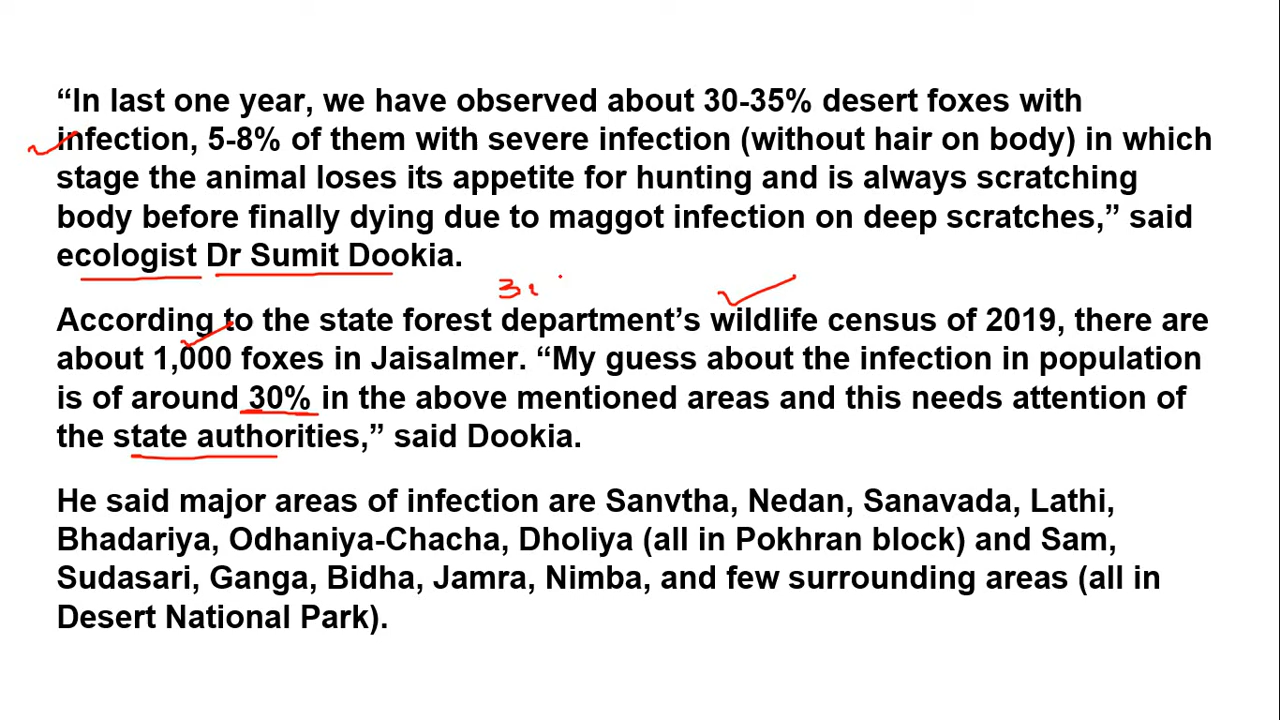 “In last one year, we have observed about 30-35% desert foxes with
infection, 5-8% of them with severe infection (without hair on body) in which
stage the animal loses its appetite for hunting and is always scratching
body before finally dying due to maggot infection on deep scratches,” said
ecologist Dr Sumit Dookia.
According to the state forest department’s wildlife census of 2019, there are
about 1,000 foxes in Jaisalmer. “My guess about the infection in population
is of around 30% in the above mentioned areas and this needs attention of
the state authorities,” said Dookia.
He said major areas of infection are Sanvtha, Nedan, Sanavada, Lathi,
Bhadariya, Odhaniya-Chacha, Dholiya (all in Pokhran block) and Sam,
Sudasari, Ganga, Bidha, Jamra, Nimba, and few surrounding areas (all in
Desert National Park).